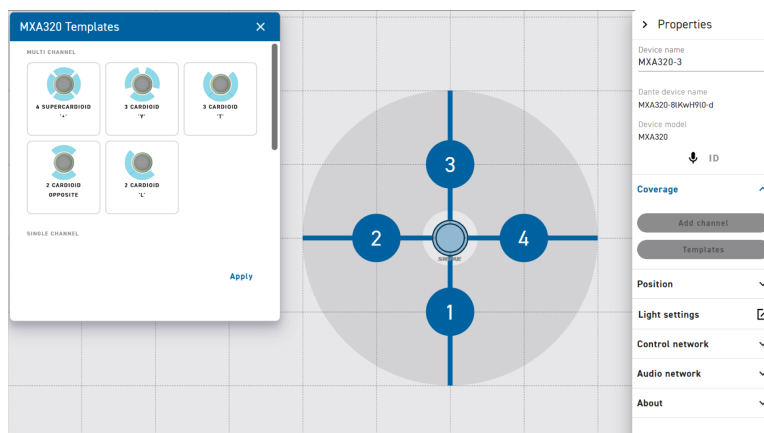 MXA320 Templates
MULTI CHANNEL
4 SUPERCARDIOID
'+'
3 CARDIOID
'Y'
3 CARDIOID
'T'
2 CARDIOID
OPPOSITE
2 CARDIOID
'L'
SINGLE CHANNEL
Apply
3
2
4
SHURE
1
Properties
Device name
MXA320-3
Dante device name
MXA320-8lKwH9l0-d
Device model
MXA320
ID
Coverage
Add channel
Templates
Position
Light settings
Control network
Audio network
About